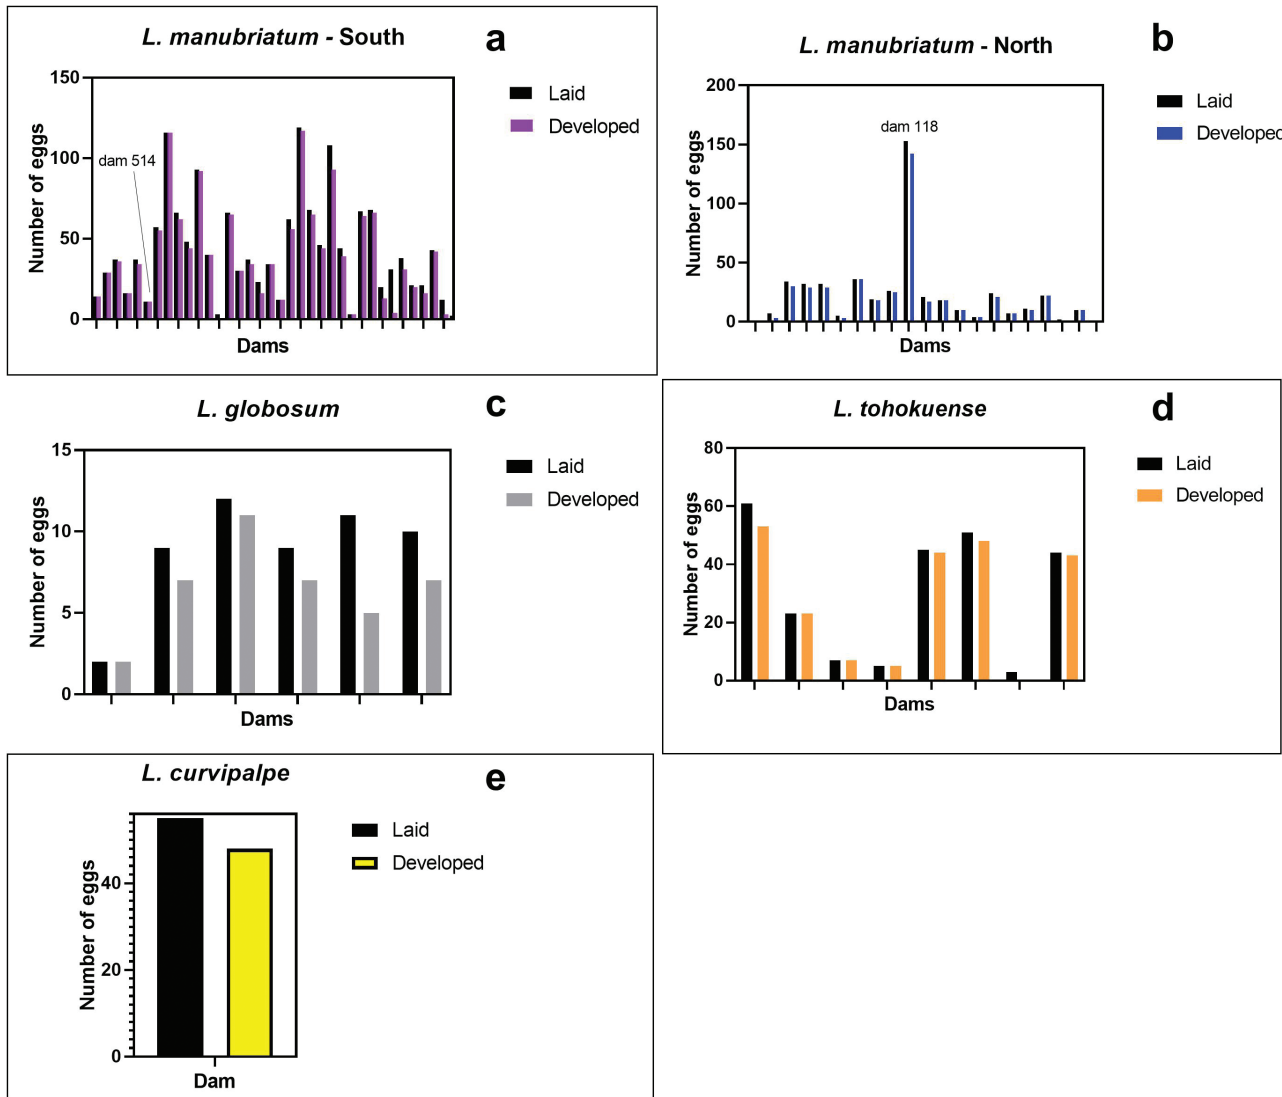 L. manubriatum - South
a
Number of eggs
150
100
50
0
dam 514
Dams
Laid
Developed
L. manubriatum - North
b
Number of eggs
200
150
100
50
0
dam 118
Dams
Laid
Developed
L. globosum
c
Number of eggs
15
10
5
0
Dams
Laid
Developed
L. tohokuense
d
Number of eggs
80
60
40
20
0
Dams
Laid
Developed
L. curvipalpe
e
Number of eggs
40
20
0
Dam
Laid
Developed